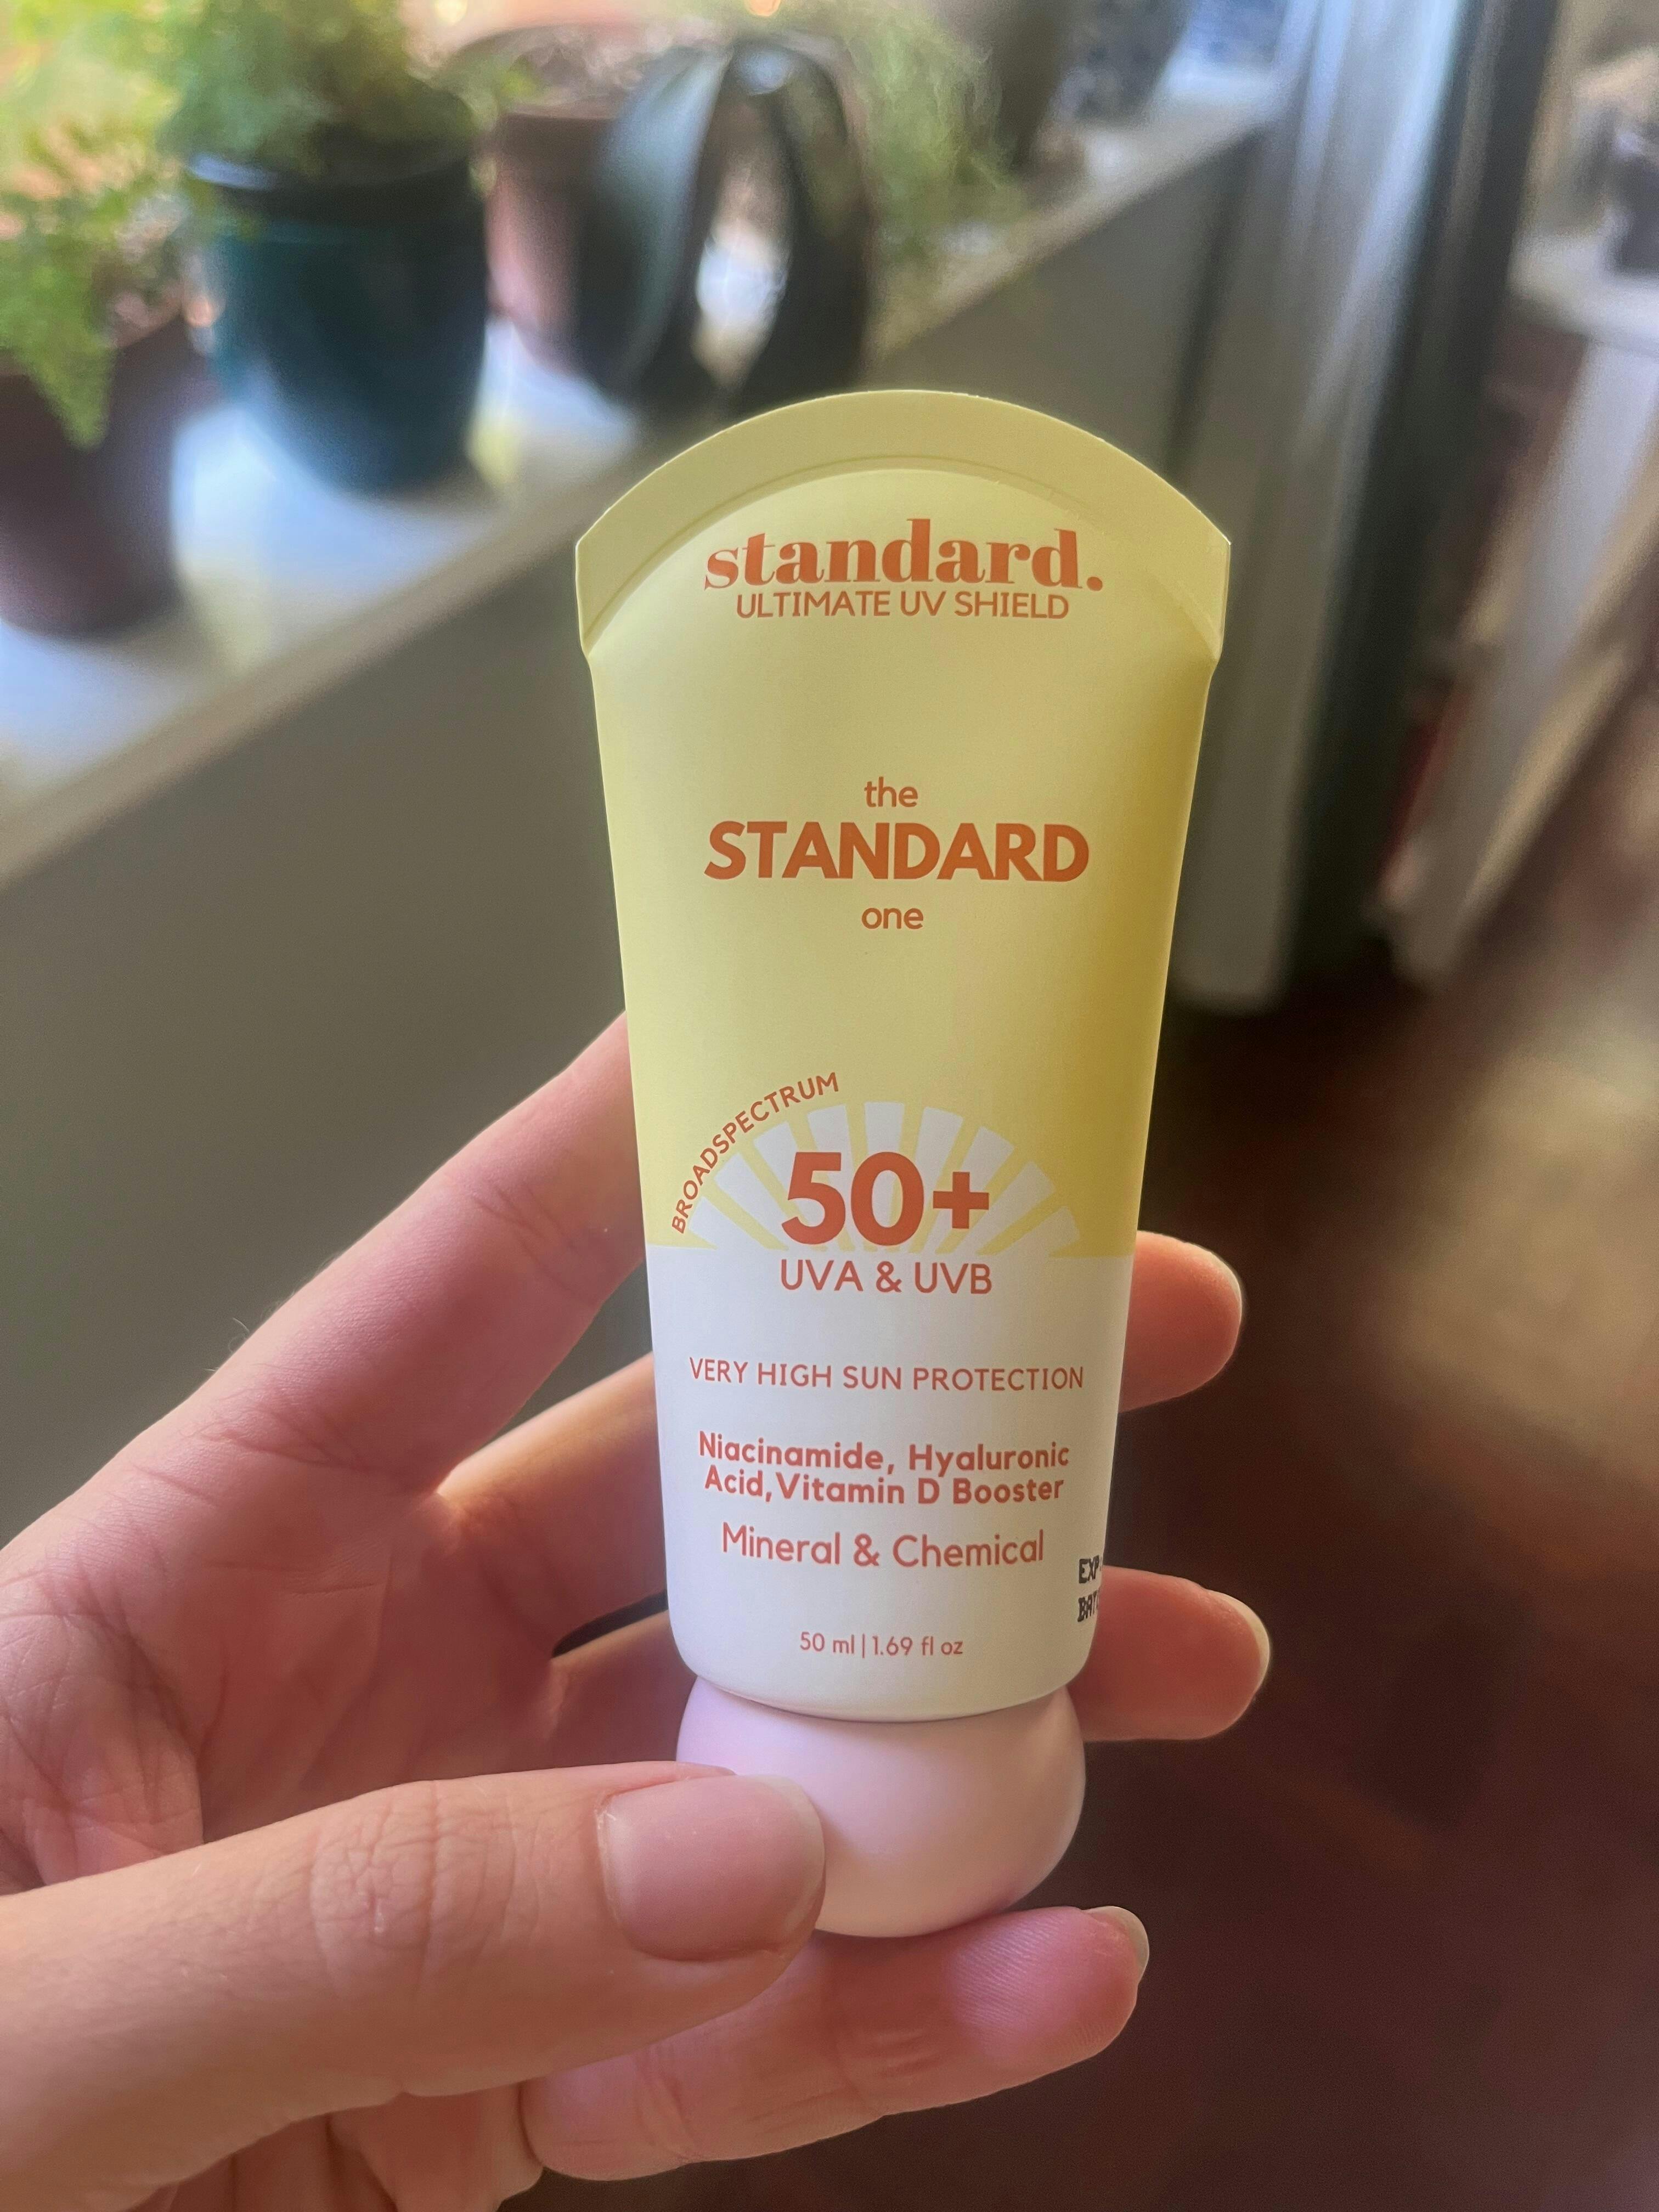 standard.
ULTIMATE UV SHIELD
the
STANDARD
one
BROADSPECTRUM
50+
UVA & UVB
VERY HIGH SUN PROTECTION
Niacinamide, Hyaluronic
Acid,Vitamin D Booster
Mineral & Chemical
EXP
50 ml | 1.69 fl oz